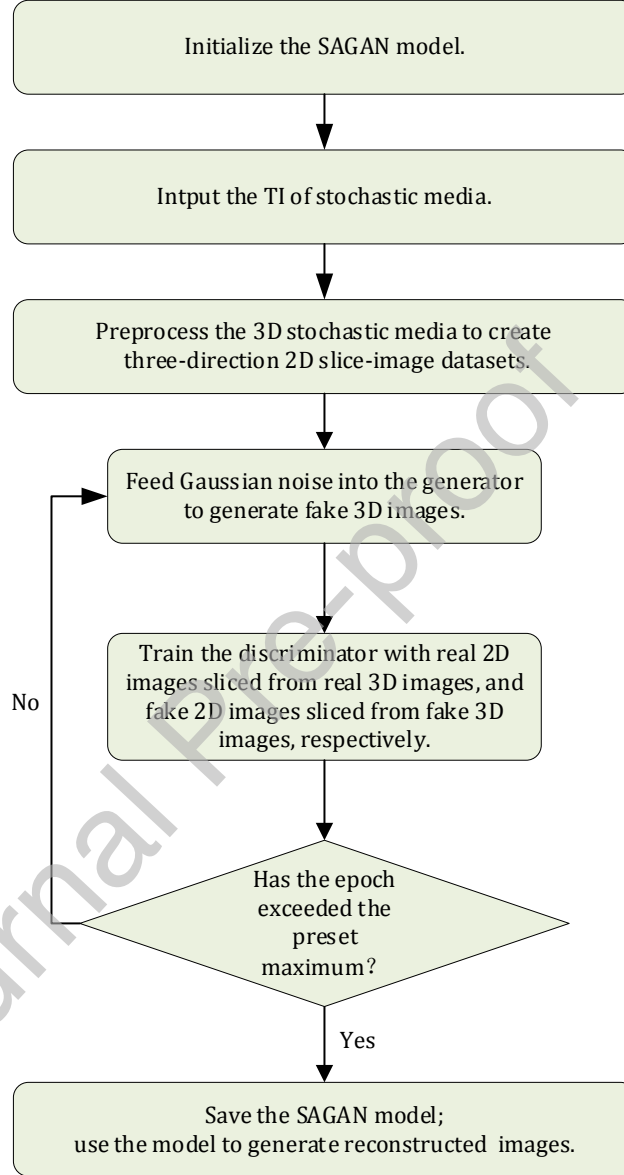 Initialize the SAGAN model.
Intput the TI of stochastic media.
Preprocess the 3D stochastic media to create
three-direction 2D slice-image datasets.
Feed Gaussian noise into the generator
to generate fake 3D images.
Train the discriminator with real 2D
images sliced from real 3D images, and
fake 2D images sliced from fake 3D
images, respectively.
No
Has the epoch
exceeded the
preset
maximum?
Yes
Save the SAGAN model;
use the model to generate reconstructed images.
rnal Pre-proof